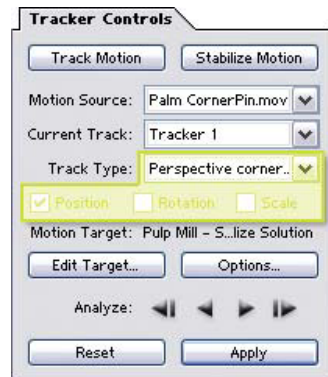 Tracker Controls
Track Motion Stabilize Motion
Motion Source: Palm CornerPin.mov
Current Track: Tracker 1
Track Type: Perspective corner..
Position Rotation Scale
Motion Target: Pulp Mill – S...lize Solution
Edit Target... Options...
Analyze:
Reset Apply